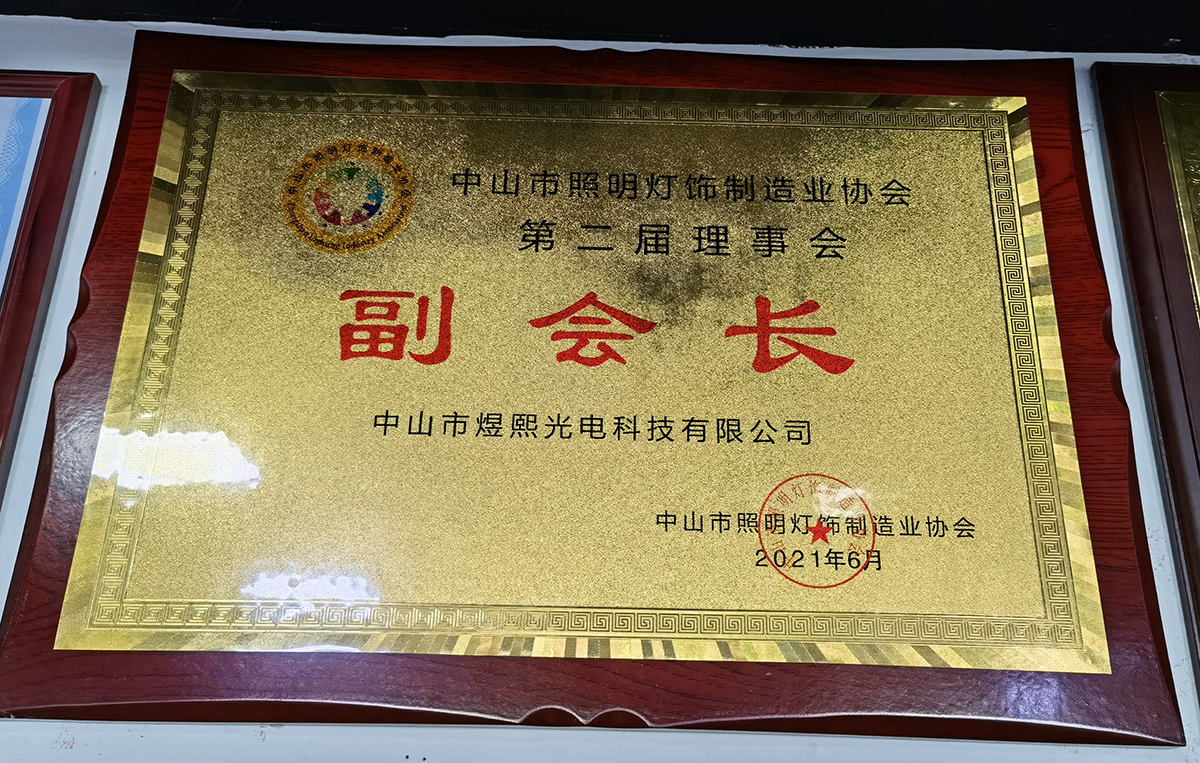 中山市照明灯饰制造业协会
第二届理事会
副会长
中山市煜熙光电科技有限公司
中山市照明灯饰制造业协会
2021年6月